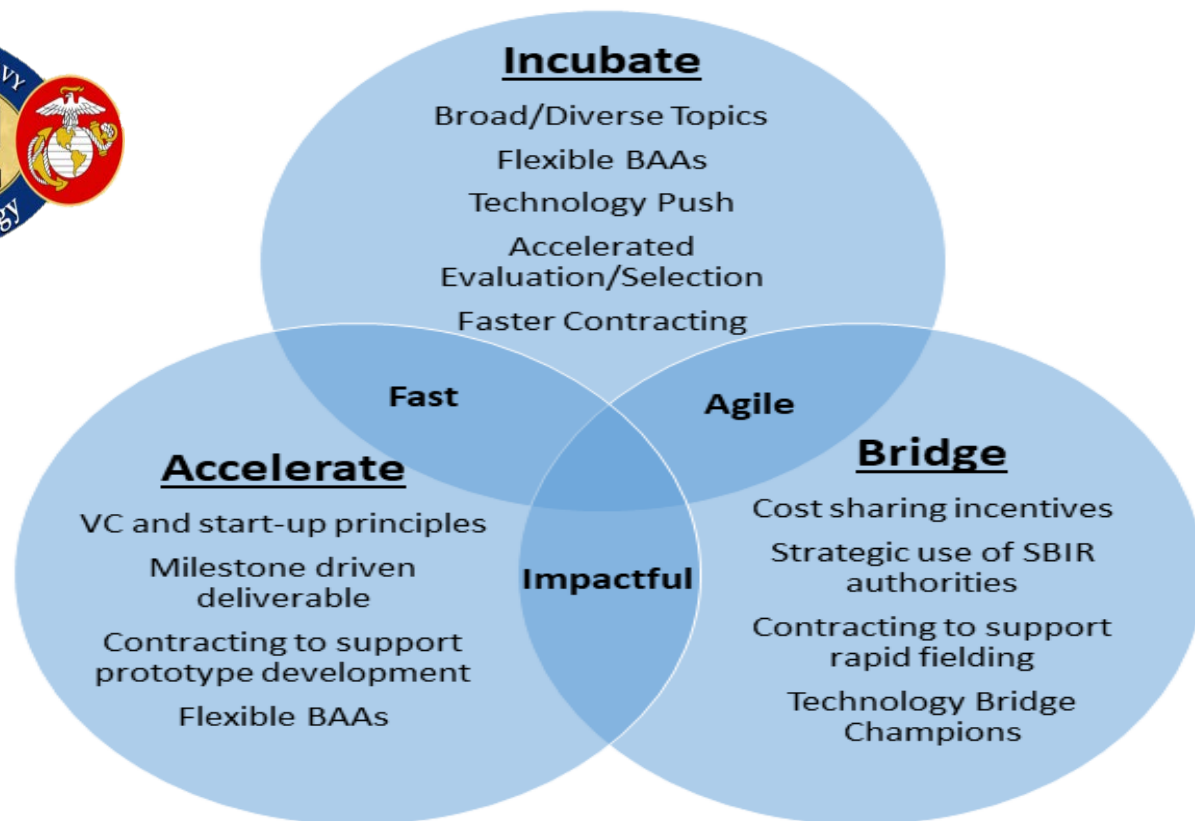 VY
gy
Incubate
Broad/Diverse Topics
Flexible BAAs
Technology Push
Accelerated
Evaluation/Selection
Faster Contracting
Fast
Agile
Accelerate
VC and start-up principles
Milestone driven
deliverable
Contracting to support
prototype development
Flexible BAAs
Impactful
Bridge
Cost sharing incentives
Strategic use of SBIR
authorities
Contracting to support
rapid fielding
Technology Bridge
Champions